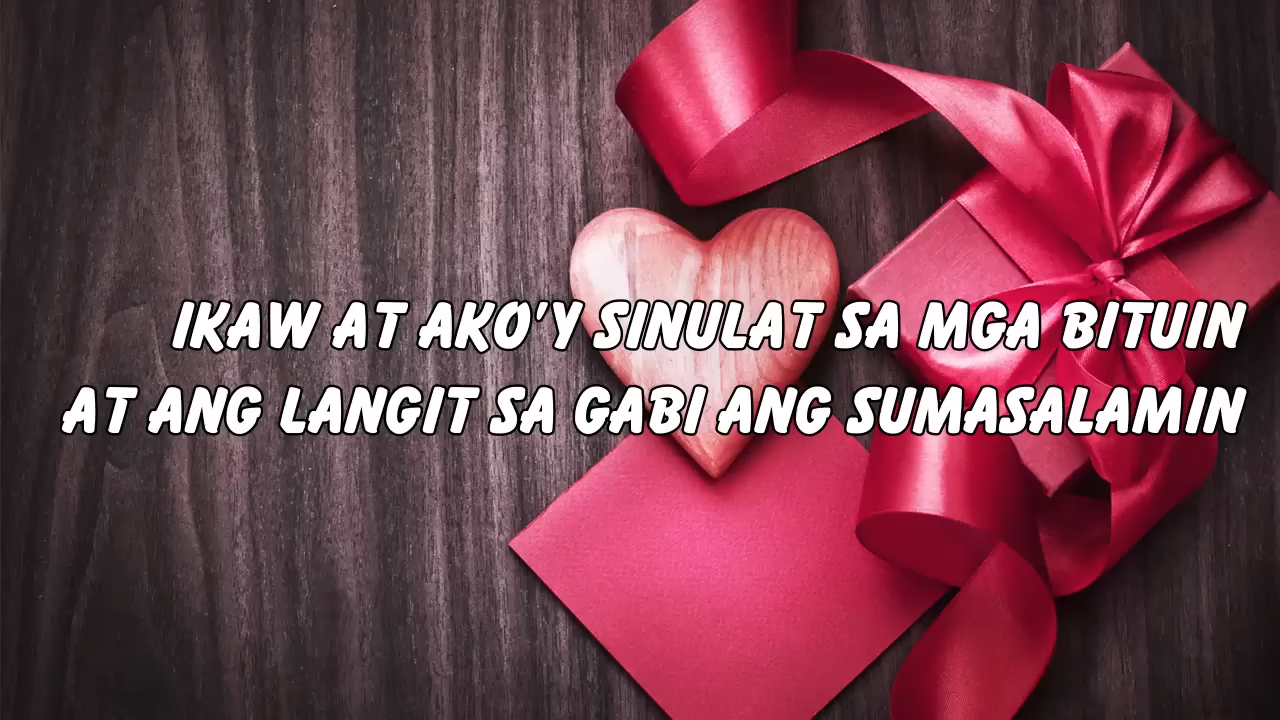 IKAW AT AKO'Y SINULAT SA MGA BITUIN
AT ANG LANGIT SA GABI ANG SUMASALAMIN